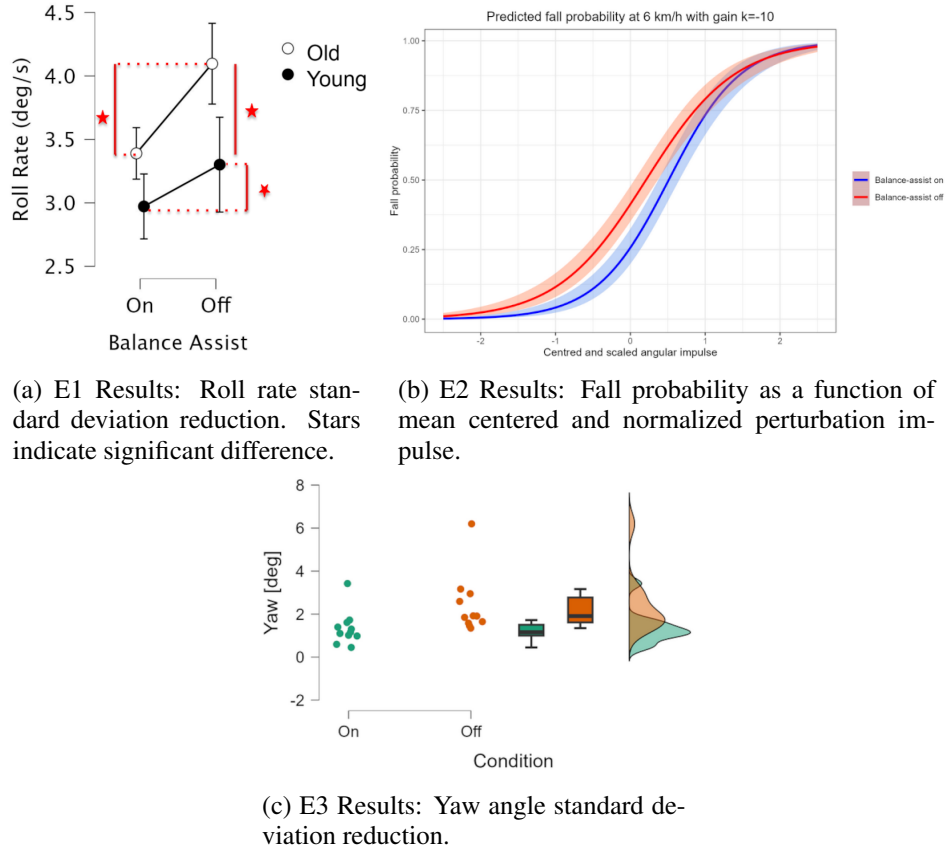 4.5
4.0
3.5
3.0
2.5
Roll Rate (deg/s)
Old
Young
On Off
Balance Assist
Predicted fall probability at 6 km/h with gain k=-10
1.00
0.75
0.50
0.25
0.00
Fall probability
-2 -1 0 1 2
Centred and scaled angular impulse
Balance-assist on
Balance-assist off
(a) E1 Results: Roll rate stan-
dard deviation reduction. Stars
indicate significant difference.
(b) E2 Results: Fall probability as a function of
mean centered and normalized perturbation im-
pulse.
8
6
4
2
0
-2
Yaw [deg]
On Off
Condition
(c) E3 Results: Yaw angle standard de-
viation reduction.